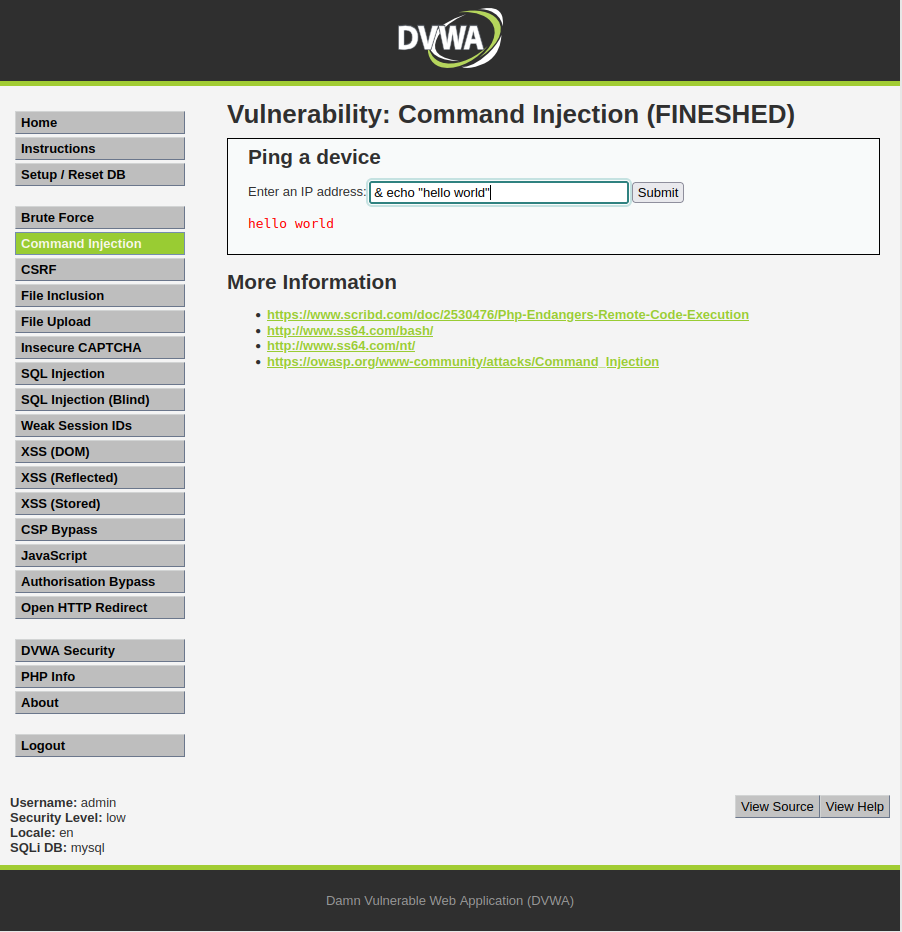 DVWA
Vulnerability: Command Injection (FINESHED)
Home
Instructions
Setup / Reset DB
Brute Force
Command Injection
CSRF
File Inclusion
File Upload
Insecure CAPTCHA
SQL Injection
SQL Injection (Blind)
Weak Session IDs
XSS (DOM)
XSS (Reflected)
XSS (Stored)
CSP Bypass
JavaScript
Authorisation Bypass
Open HTTP Redirect
DVWA Security
PHP Info
About
Logout
Ping a device
Enter an IP address: & echo "hello world" Submit
hello world
More Information
https://www.scribd.com/doc/2530476/Php-Endangers-Remote-Code-Execution
http://www.ss64.com/bash/
http://www.ss64.com/nt/
https://owasp.org/www-community/attacks/Command_Injection
Username: admin
Security Level: low
Locale: en
SQLi DB: mysql
View Source View Help
Damn Vulnerable Web Application (DVWA)